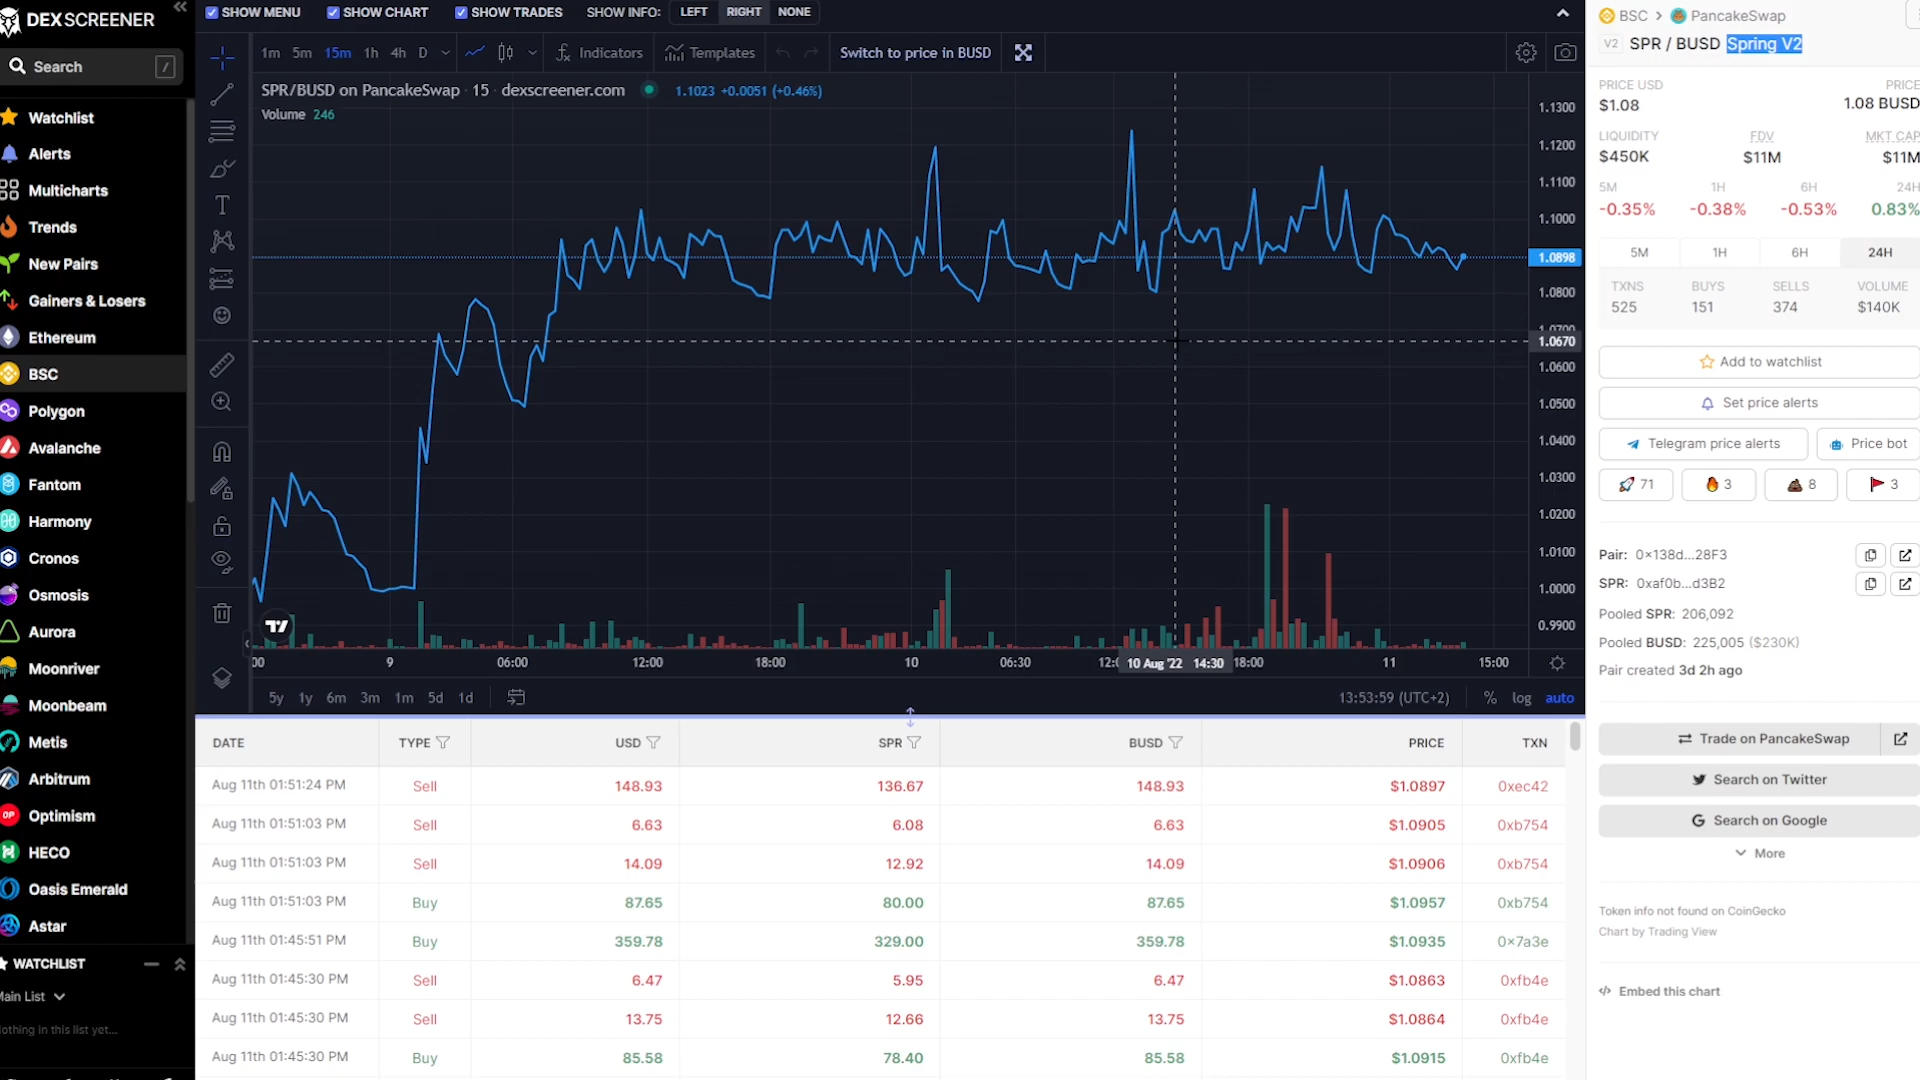 DEX SCREENER
Search /
Watchlist
Alerts
Multicharts
Trends
New Pairs
Gainers & Losers
Ethereum
BSC
Polygon
Avalanche
Fantom
Harmony
Cronos
Osmosis
Aurora
Moonriver
Moonbeam
Metis
Arbitrum
OP Optimism
HECO
Oasis Emerald
Astar
WATCHLIST
Main List
othing in this list yet...
SHOW MENU SHOW CHART SHOW TRADES SHOW INFO: LEFT RIGHT NONE
1m 5m 15m 1h 4h D Indicators Templates Switch to price in BUSD
SPR/BUSD on PancakeSwap · 15 · dexscreener.com 1.1023 +0.0051 (+0.46%)
Volume 246
1.1300
1.1200
1.1100
1.1000
1.0898
1.0800
1.0700
1.0670
1.0600
1.0500
1.0400
1.0300
1.0200
1.0100
1.0000
0.9900
:00 9 06:00 12:00 18:00 10 06:30 12:0 10 Aug '22 14:30 18:00 11 15:00
5y 1y 6m 3m 1m 5d 1d 13:53:59 (UTC+2) % log auto
DATE TYPE USD SPR BUSD PRICE TXN
Aug 11th 01:51:24 PM Sell 148.93 136.67 148.93 $1.0897 0xec42
Aug 11th 01:51:03 PM Sell 6.63 6.08 6.63 $1.0905 0xb754
Aug 11th 01:51:03 PM Sell 14.09 12.92 14.09 $1.0906 0xb754
Aug 11th 01:51:03 PM Buy 87.65 80.00 87.65 $1.0957 0xb754
Aug 11th 01:45:51 PM Buy 359.78 329.00 359.78 $1.0935 0x7a3e
Aug 11th 01:45:30 PM Sell 6.47 5.95 6.47 $1.0863 0xfb4e
Aug 11th 01:45:30 PM Sell 13.75 12.66 13.75 $1.0864 0xfb4e
Aug 11th 01:45:30 PM Buy 85.58 78.40 85.58 $1.0915 0xfb4e
BSC > PancakeSwap
V2 SPR / BUSD Spring V2
PRICE USD PRICE
$1.08 1.08 BUSD
LIQUIDITY FDV MKT CAP
$450K $11M $11M
5M 1H 6H 24H
-0.35% -0.38% -0.53% 0.83%
5M 1H 6H 24H
TXNS BUYS SELLS VOLUME
525 151 374 $140K
Add to watchlist
Set price alerts
Telegram price alerts Price bot
71 3 8 3
Pair: 0x138d...28F3
SPR: 0xaf0b...d3B2
Pooled SPR: 206,092
Pooled BUSD: 225,005 ($230K)
Pair created 3d 2h ago
Trade on PancakeSwap
Search on Twitter
Search on Google
More
Token info not found on CoinGecko
Chart by Trading View
Embed this chart